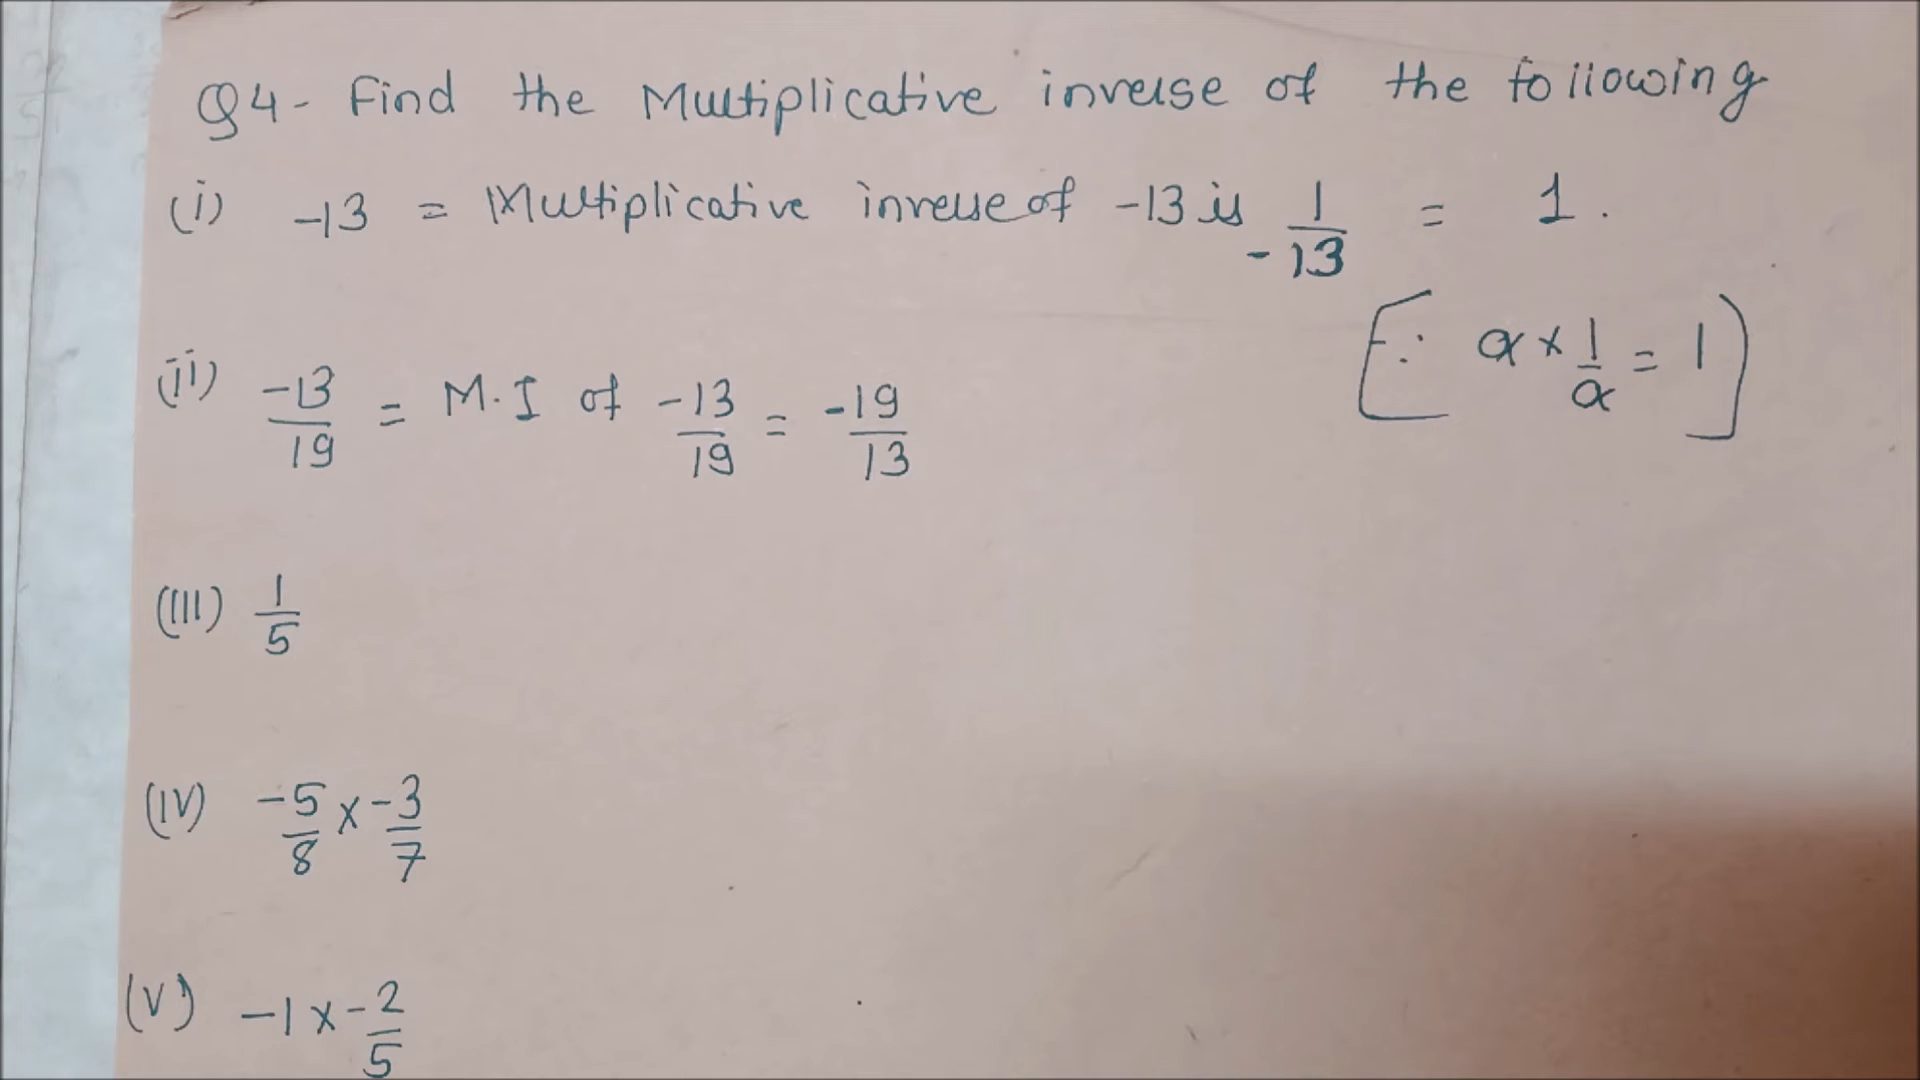 Q4- Find the Multiplicative inverse of the following
(i) -13 = Multiplicative inverse of -13 is 1/-13 = 1.
[∵ a × 1/a = 1]
(ii) -13/19 = M.I of -13/19 = -19/13
(III) 1/5
(IV) -5/8 x -3/7
(V) -1 x -2/5